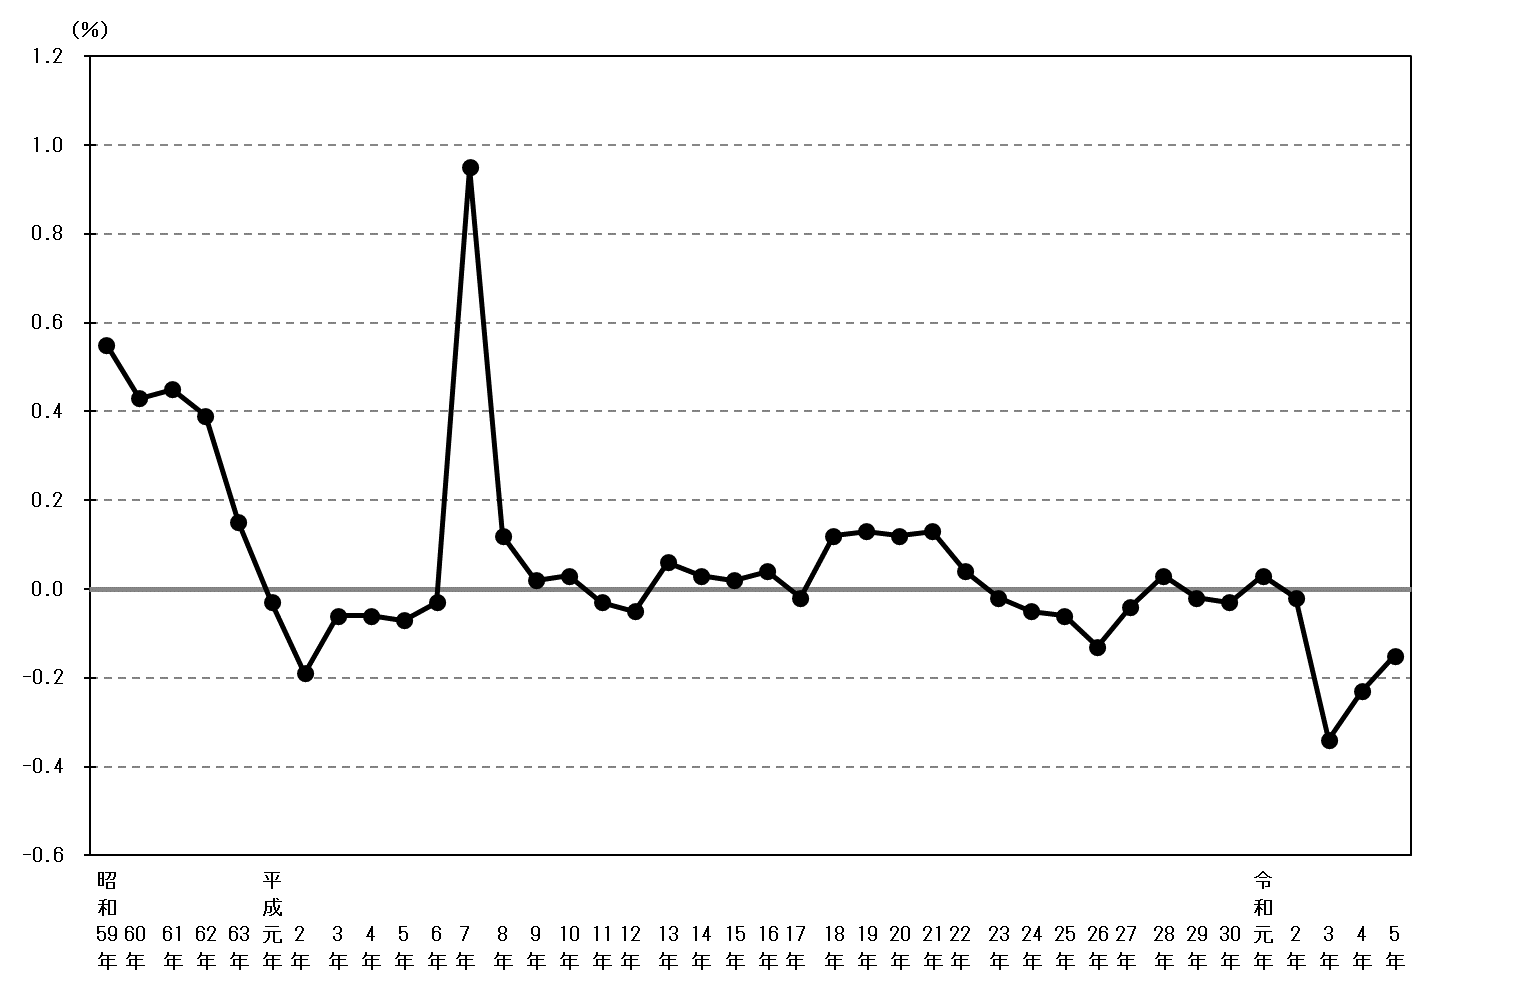 (%)
1.2
1.0
0.8
0.6
0.4
0.2
0.0
-0.2
-0.4
-0.6
昭和59年
60年
61年
62年
63年
平成元年
2年
3年
4年
5年
6年
7年
8年
9年
10年
11年
12年
13年
14年
15年
16年
17年
18年
19年
20年
21年
22年
23年
24年
25年
26年
27年
28年
29年
30年
令和元年
2年
3年
4年
5年